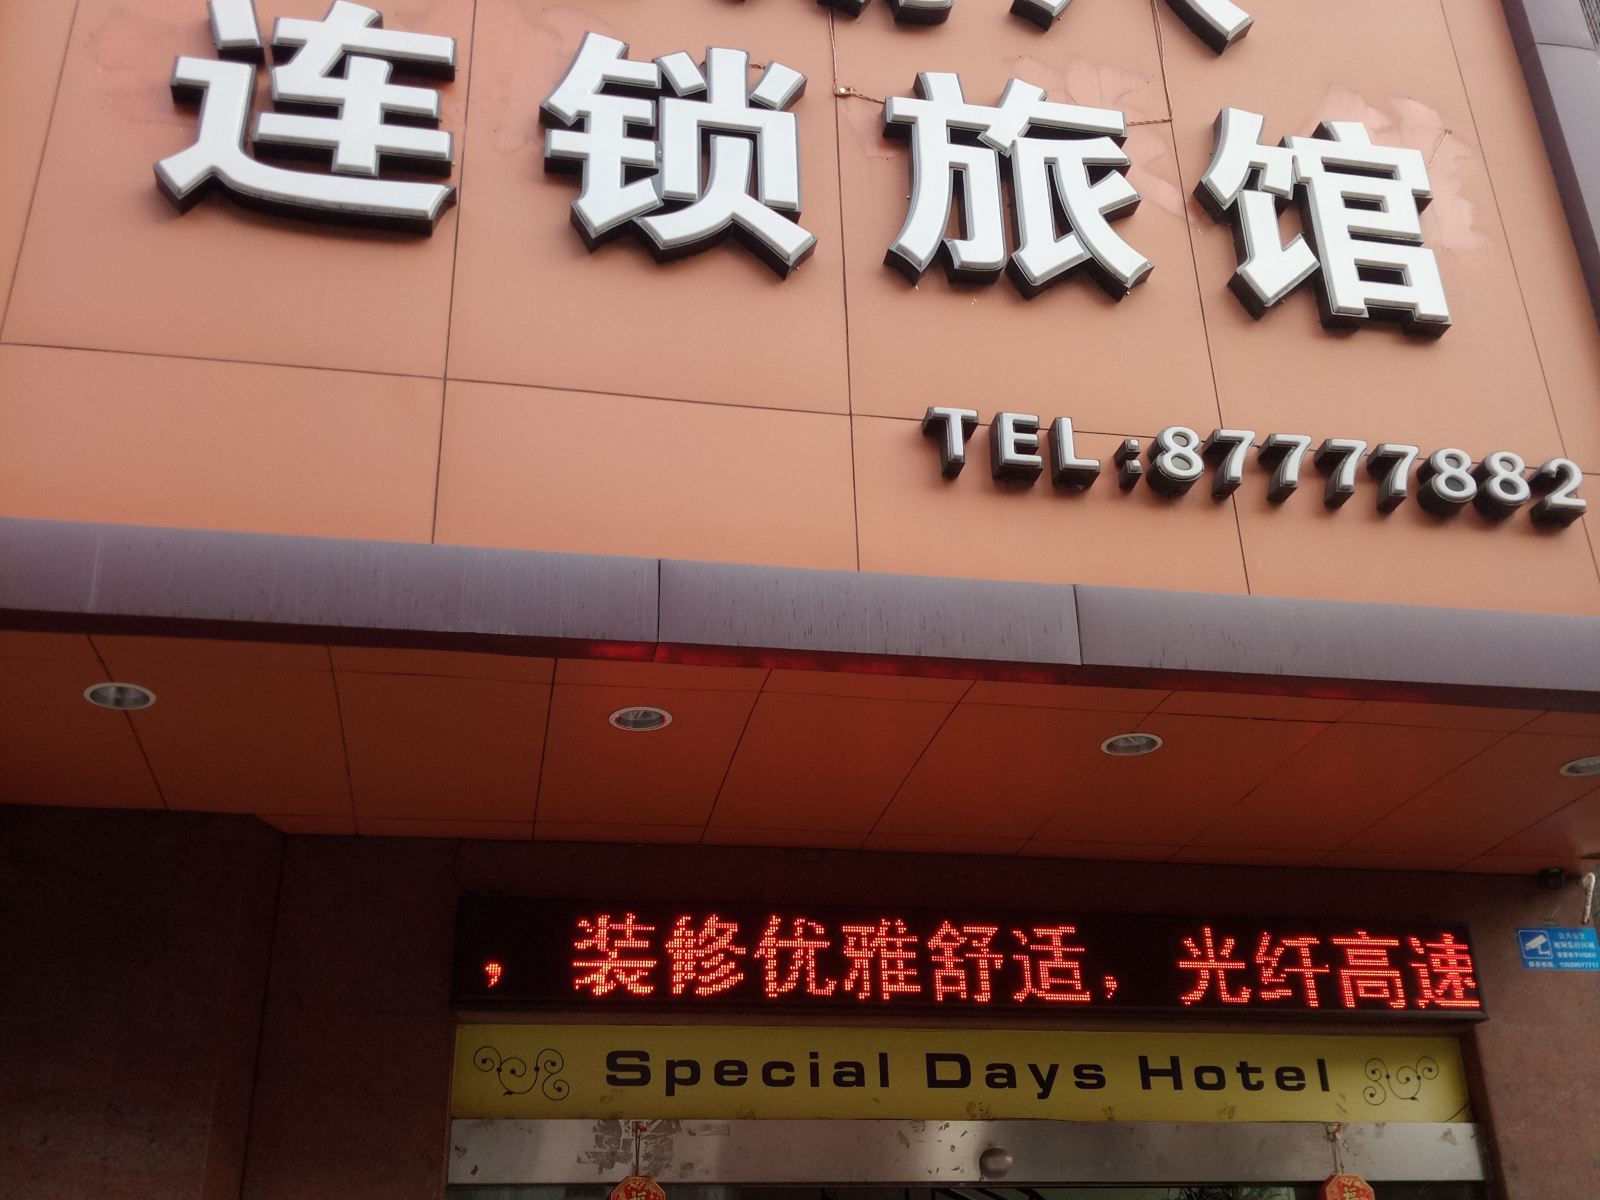 连锁旅馆
TEL:87777882
，装修优雅舒适，光纤高速
Special Days Hotel